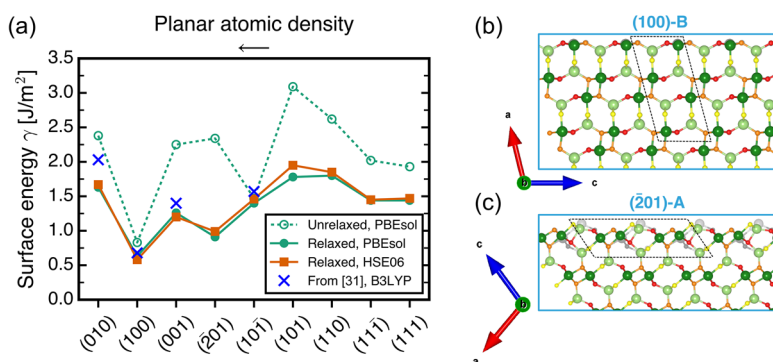 (a)
Planar atomic density
←
Surface energy γ [J/m²]
3.5
3.0
2.5
2.0
1.5
1.0
0.5
0.0
Unrelaxed, PBEsol
Relaxed, PBEsol
Relaxed, HSE06
From [31], B3LYP
(010)
(100)
(001)
(2̄01)
(101̄)
(101)
(110)
(111̄)
(111)
(b)
(100)-B
a
b
c
(c)
(2̄01)-A
c
b
a